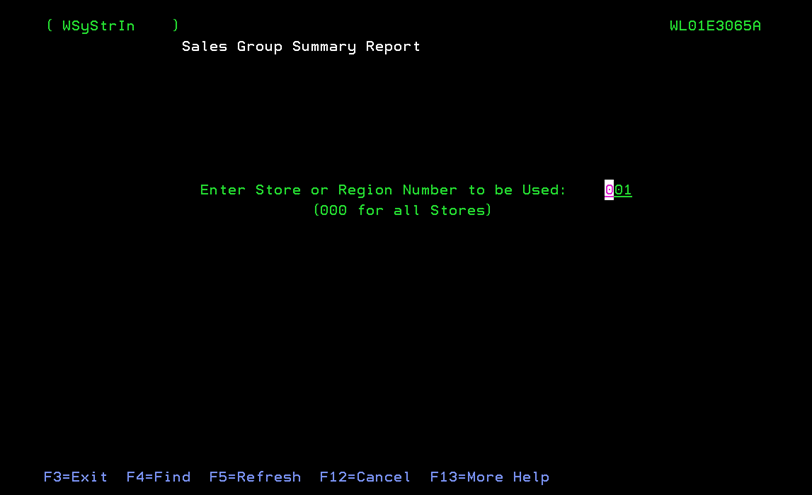 ( WSyStrIn    ) WL01E3065A
Sales Group Summary Report
Enter Store or Region Number to be Used: 001
(000 for all Stores)
F3=Exit F4=Find F5=Refresh F12=Cancel F13=More Help